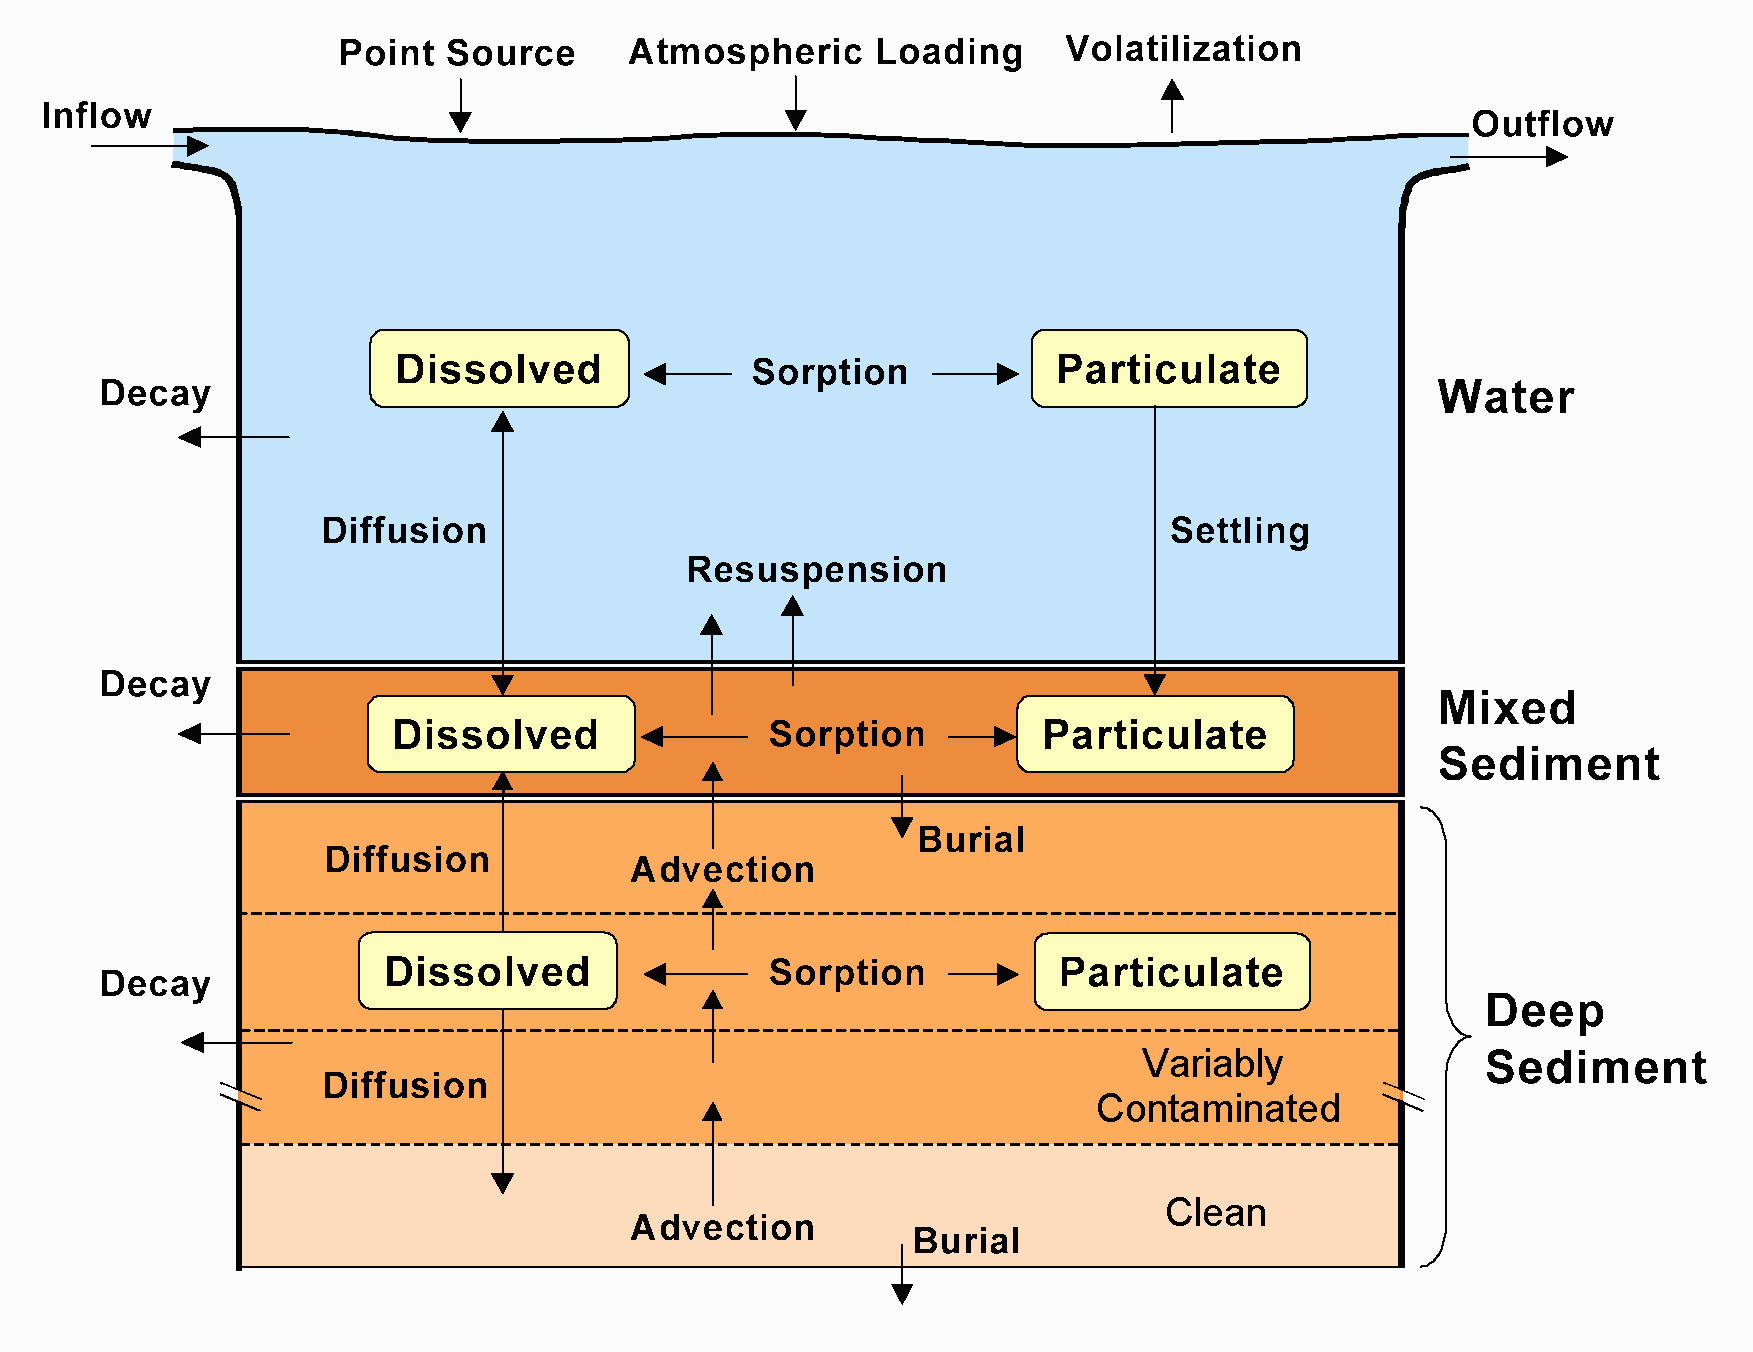 Point Source
Atmospheric Loading
Volatilization
Inflow
Outflow
Dissolved
Sorption
Particulate
Decay
Water
Diffusion
Settling
Resuspension
Decay
Mixed
Sediment
Dissolved
Sorption
Particulate
Burial
Diffusion
Advection
Dissolved
Sorption
Particulate
Decay
Deep
Sediment
Variably
Contaminated
Diffusion
Clean
Advection
Burial